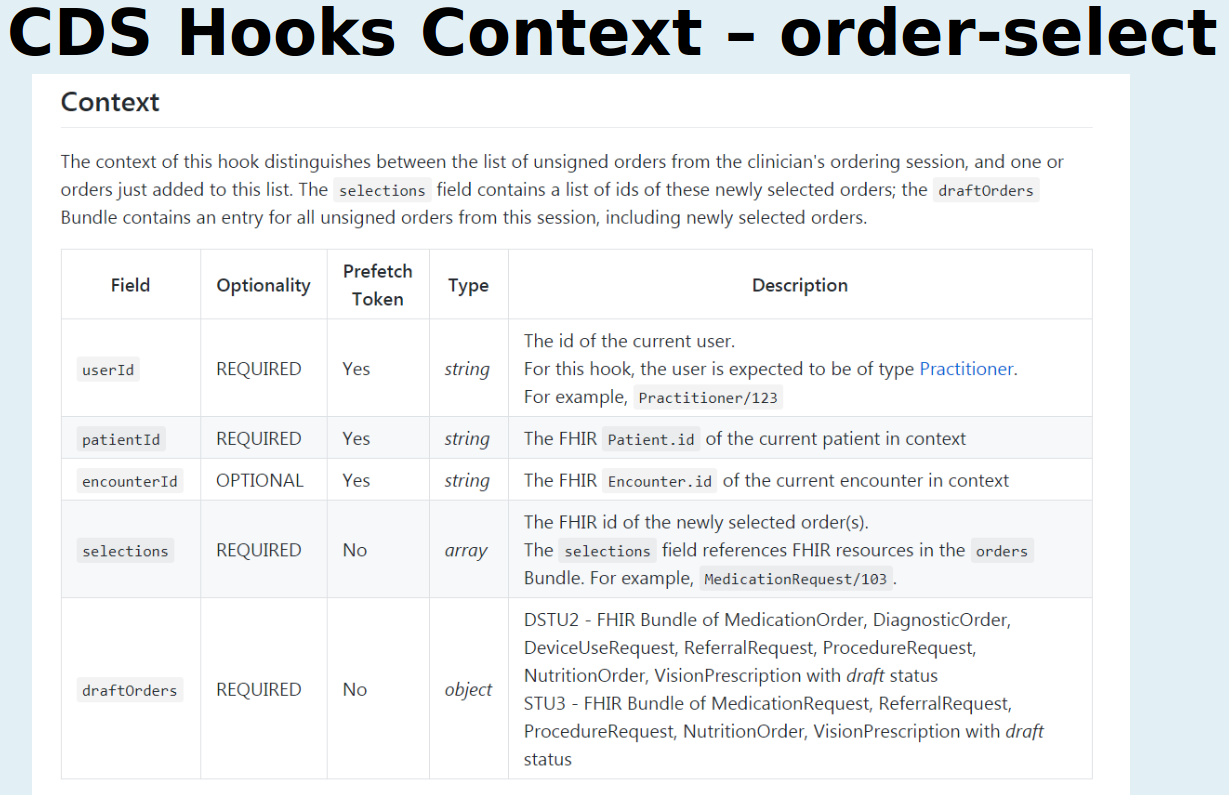 CDS Hooks Context – order-select
Context
The context of this hook distinguishes between the list of unsigned orders from the clinician's ordering session, and one or
orders just added to this list. The selections field contains a list of ids of these newly selected orders; the draftOrders
Bundle contains an entry for all unsigned orders from this session, including newly selected orders.
Field Optionality Prefetch Token Type Description
userId REQUIRED Yes string The id of the current user.
For this hook, the user is expected to be of type Practitioner.
For example, Practitioner/123
patientId REQUIRED Yes string The FHIR Patient.id of the current patient in context
encounterId OPTIONAL Yes string The FHIR Encounter.id of the current encounter in context
selections REQUIRED No array The FHIR id of the newly selected order(s).
The selections field references FHIR resources in the orders
Bundle. For example, MedicationRequest/103.
draftOrders REQUIRED No object DSTU2 - FHIR Bundle of MedicationOrder, DiagnosticOrder,
DeviceUseRequest, ReferralRequest, ProcedureRequest,
NutritionOrder, VisionPrescription with draft status
STU3 - FHIR Bundle of MedicationRequest, ReferralRequest,
ProcedureRequest, NutritionOrder, VisionPrescription with draft
status